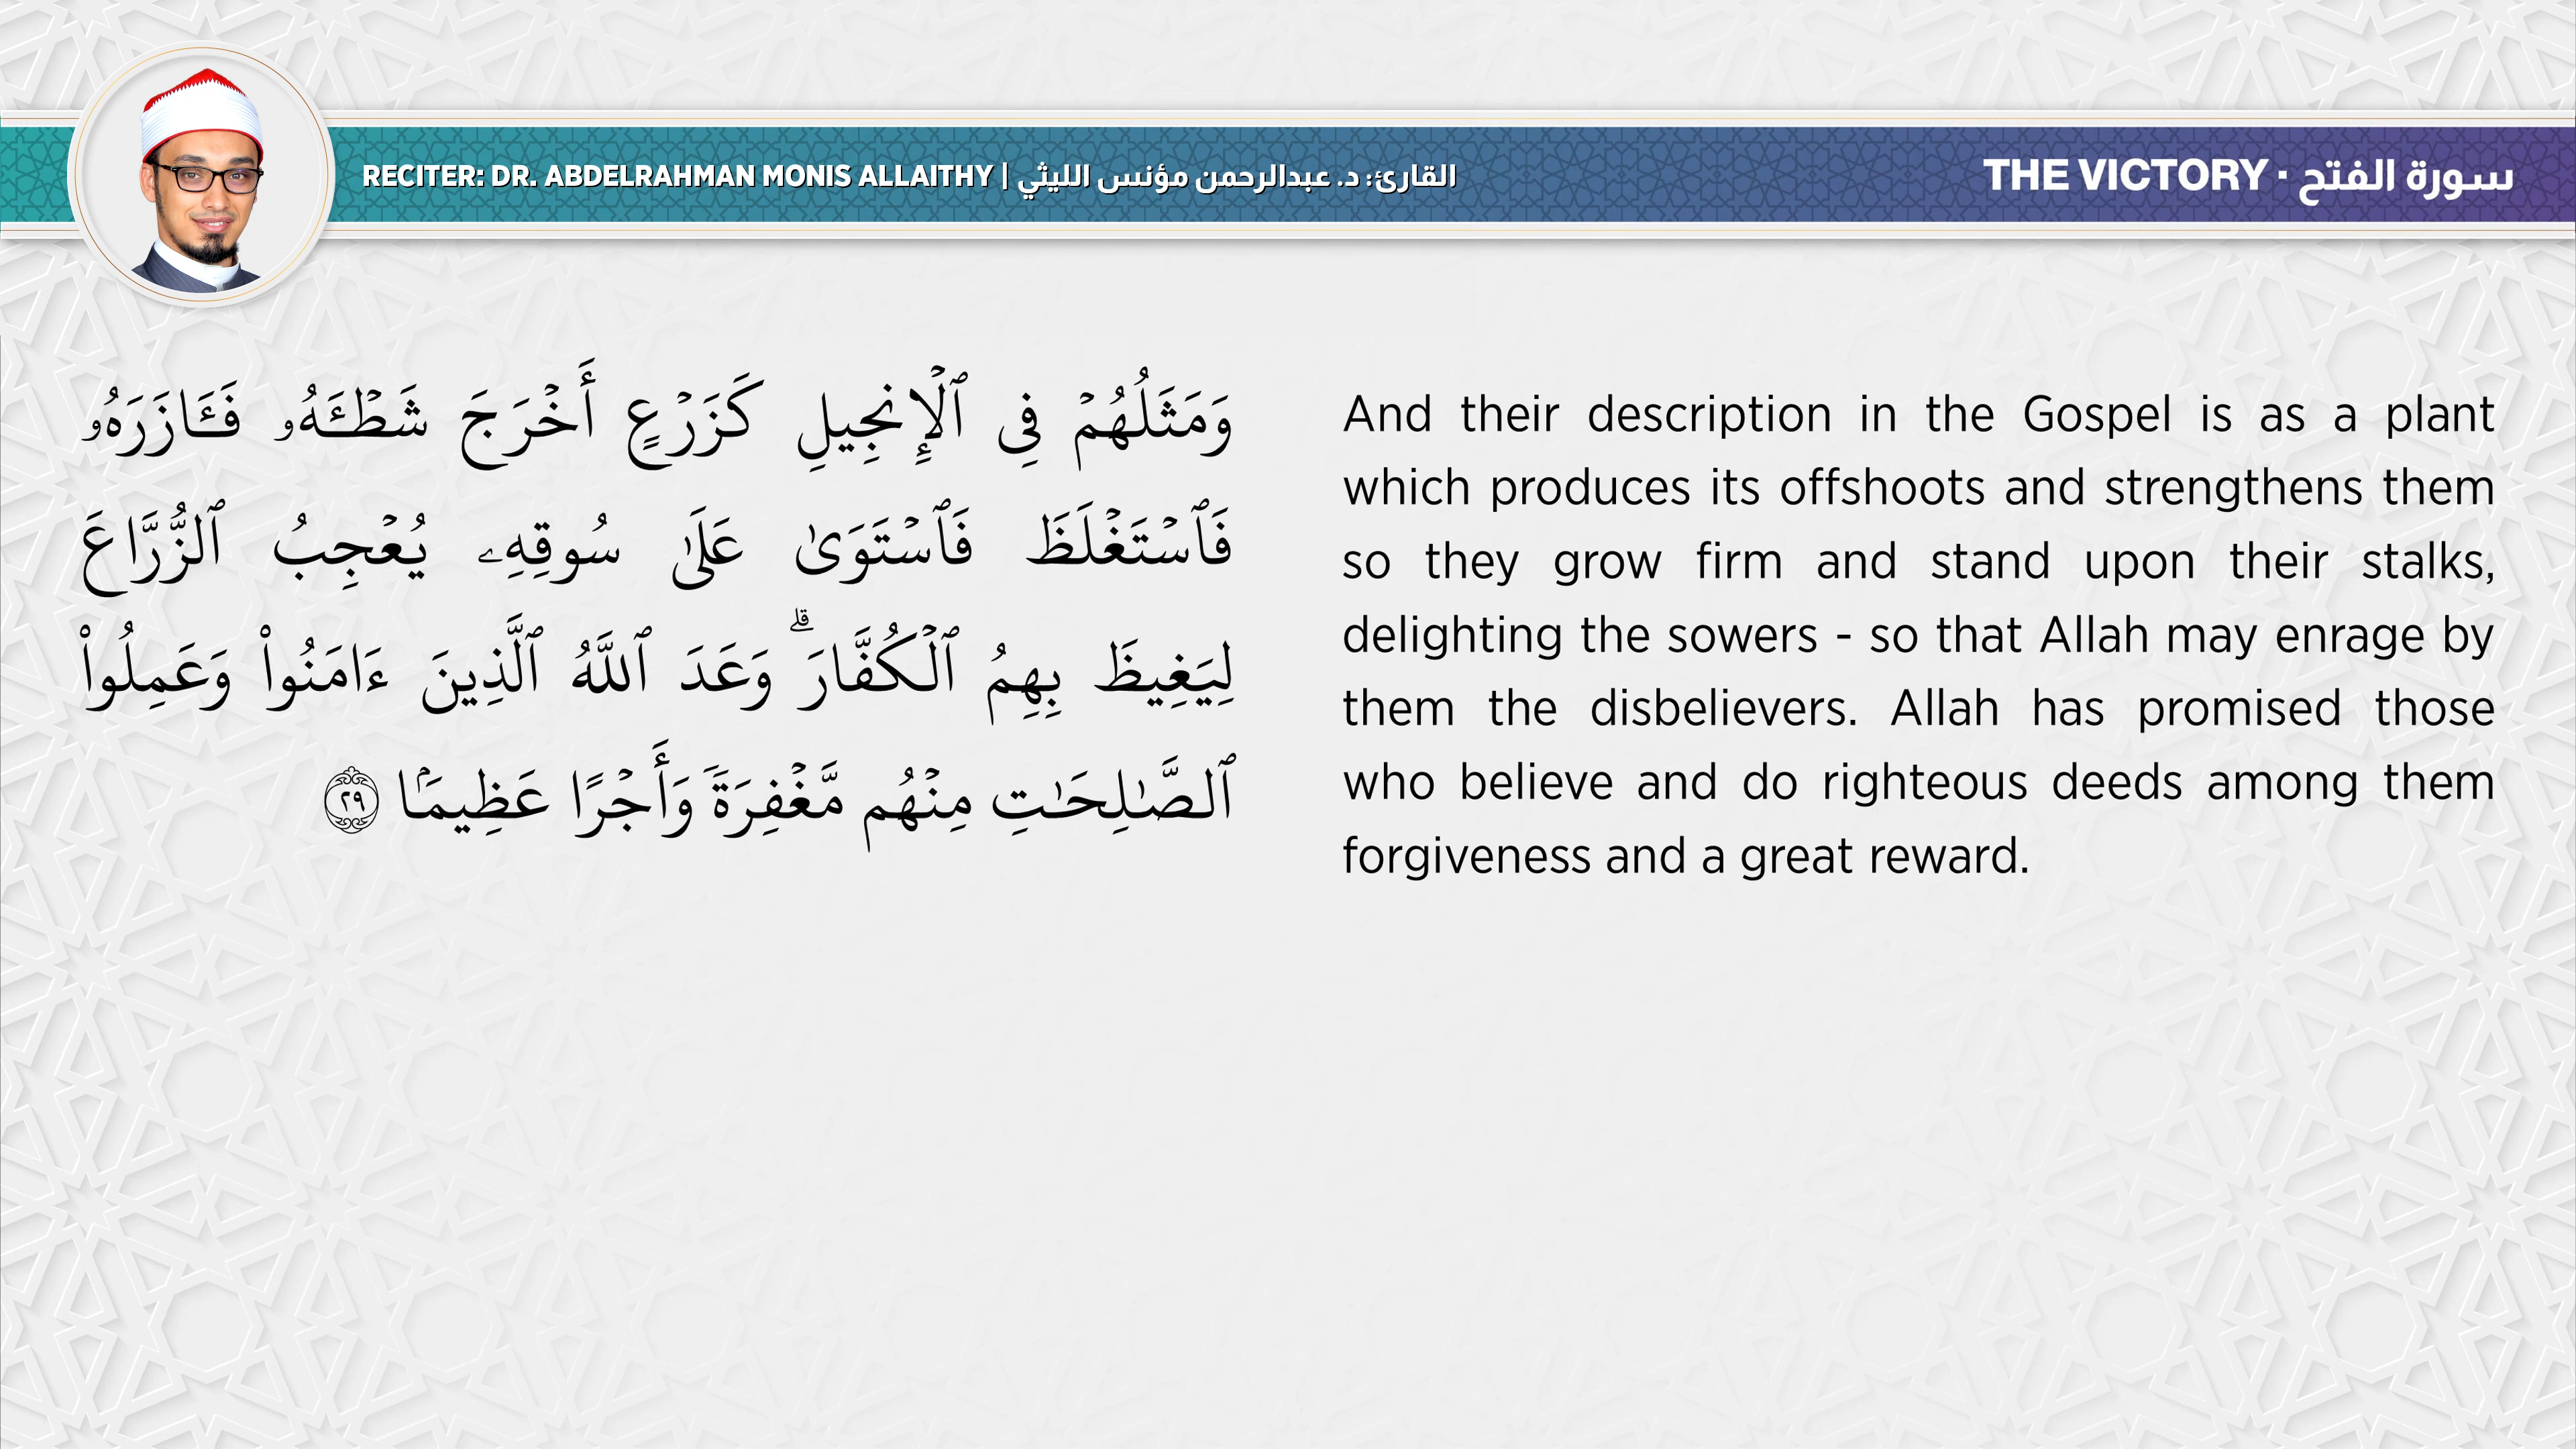 RECITER: DR. ABDELRAHMAN MONIS ALLAITHY | القارئ: د. عبدالرحمن مؤنس الليثي
THE VICTORY · سورة الفتح
وَمَثَلُهُمۡ فِي ٱلۡإِنجِيلِ كَزَرۡعٍ أَخۡرَجَ شَطۡـَٔهُۥ فَـَٔازَرَهُۥ
فَٱسۡتَغۡلَظَ فَٱسۡتَوَىٰ عَلَىٰ سُوقِهِۦ يُعۡجِبُ ٱلزُّرَّاعَ
لِيَغِيظَ بِهِمُ ٱلۡكُفَّارَۗ وَعَدَ ٱللَّهُ ٱلَّذِينَ ءَامَنُواْ وَعَمِلُواْ
ٱلصَّٰلِحَٰتِ مِنۡهُم مَّغۡفِرَةٗ وَأَجۡرًا عَظِيمَۢا ٢٩
And their description in the Gospel is as a plant
which produces its offshoots and strengthens them
so they grow firm and stand upon their stalks,
delighting the sowers - so that Allah may enrage by
them the disbelievers. Allah has promised those
who believe and do righteous deeds among them
forgiveness and a great reward.